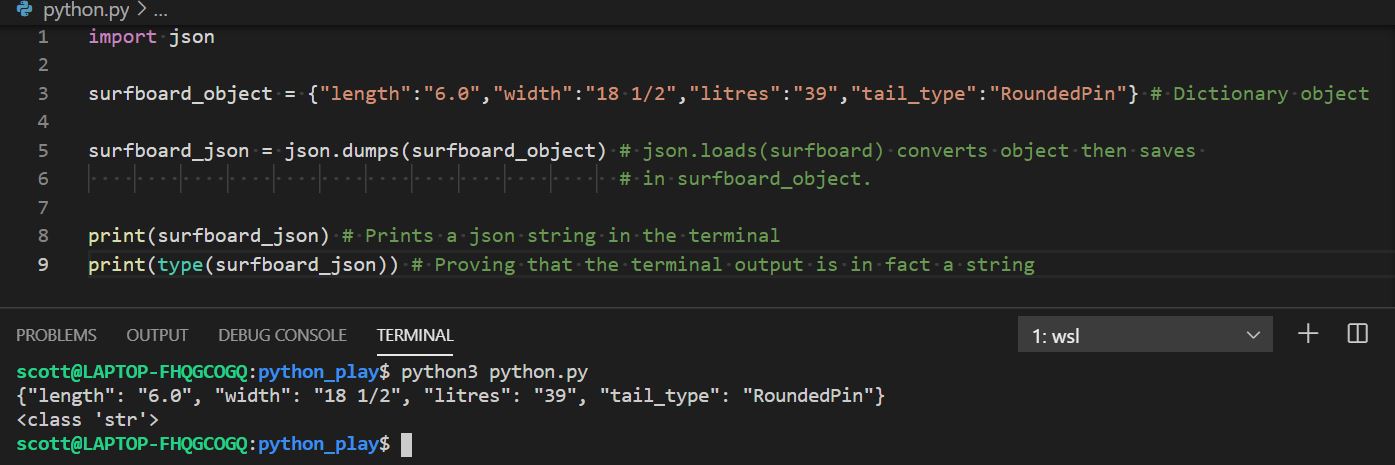 python.py > ...
1 import json
2
3 surfboard_object = {"length":"6.0","width":"18 1/2","litres":"39","tail_type":"RoundedPin"} # Dictionary object
4
5 surfboard_json = json.dumps(surfboard_object) # json.loads(surfboard) converts object then saves
6 # in surfboard_object.
7
8 print(surfboard_json) # Prints a json string in the terminal
9 print(type(surfboard_json)) # Proving that the terminal output is in fact a string
PROBLEMS OUTPUT DEBUG CONSOLE TERMINAL 1: wsl
scott@LAPTOP-FHQGCOGQ:python_play$ python3 python.py
{"length": "6.0", "width": "18 1/2", "litres": "39", "tail_type": "RoundedPin"}
<class 'str'>
scott@LAPTOP-FHQGCOGQ:python_play$